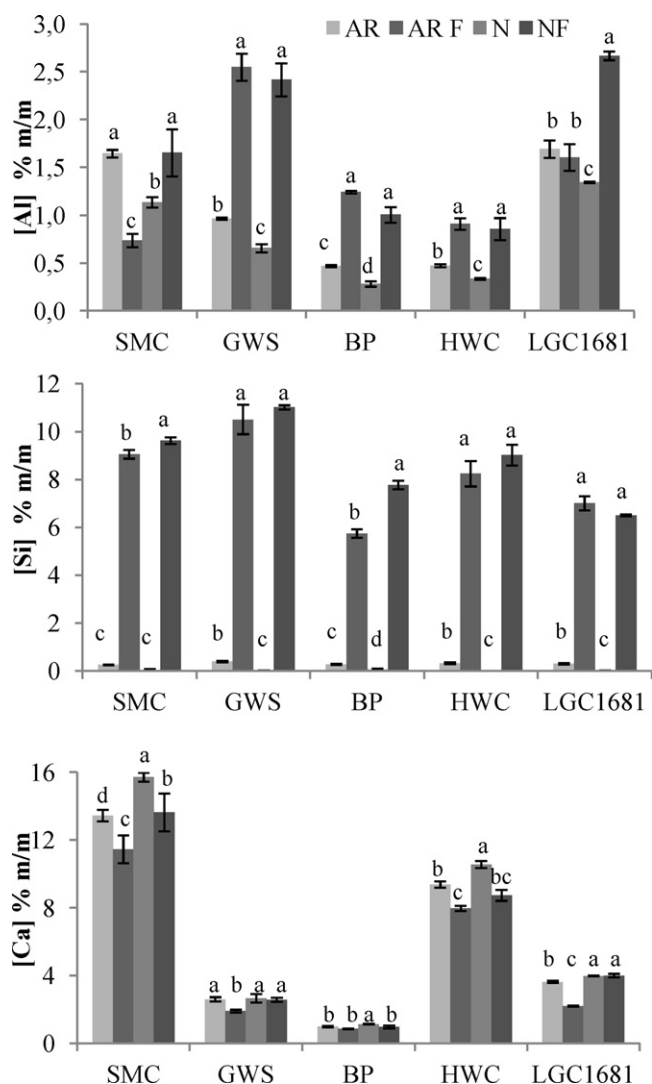 AR AR F N NF
[Al] % m/m
3,0
2,5
2,0
1,5
1,0
0,5
0,0
a c b a
b a c a
c a d a
b a c a
b b c a
SMC GWS BP HWC LGC1681
[Si] % m/m
12
10
8
6
4
2
0
c b c a
b a c a
c b d a
b a c a
b a c a
SMC GWS BP HWC LGC1681
[Ca] % m/m
16
12
8
4
0
d c a b
a b a a
b b a b
b c a bc
b c a a
SMC GWS BP HWC LGC1681